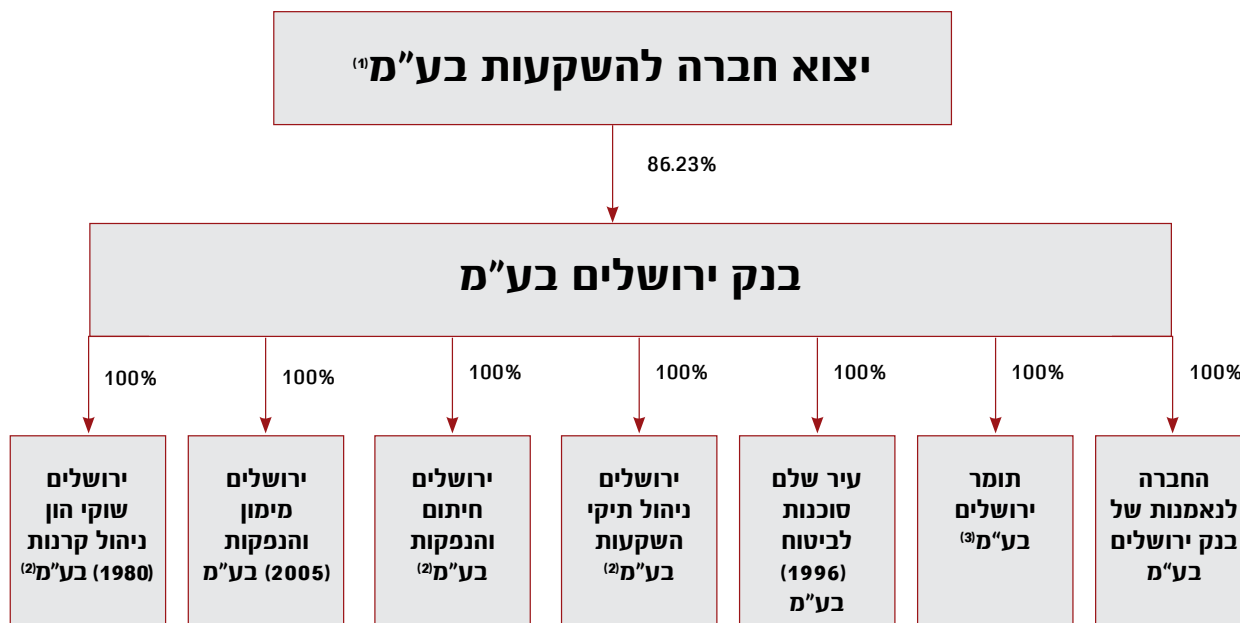 יצוא חברה להשקעות בע"מ(1)
86.23%
בנק ירושלים בע"מ
100%
100%
100%
100%
100%
100%
100%
החברה
לנאמנות של
בנק ירושלים
בע"מ
תומר
ירושלים
בע"מ(3)
עיר שלם
סוכנות
לביטוח
(1996)
בע"מ
ירושלים
ניהול תיקי
השקעות
בע"מ(2)
ירושלים
חיתום
והנפקות
בע"מ(2)
ירושלים
מימון
והנפקות
(2005) בע"מ
ירושלים
שוקי הון
ניהול קרנות
(1980) בע"מ(2)